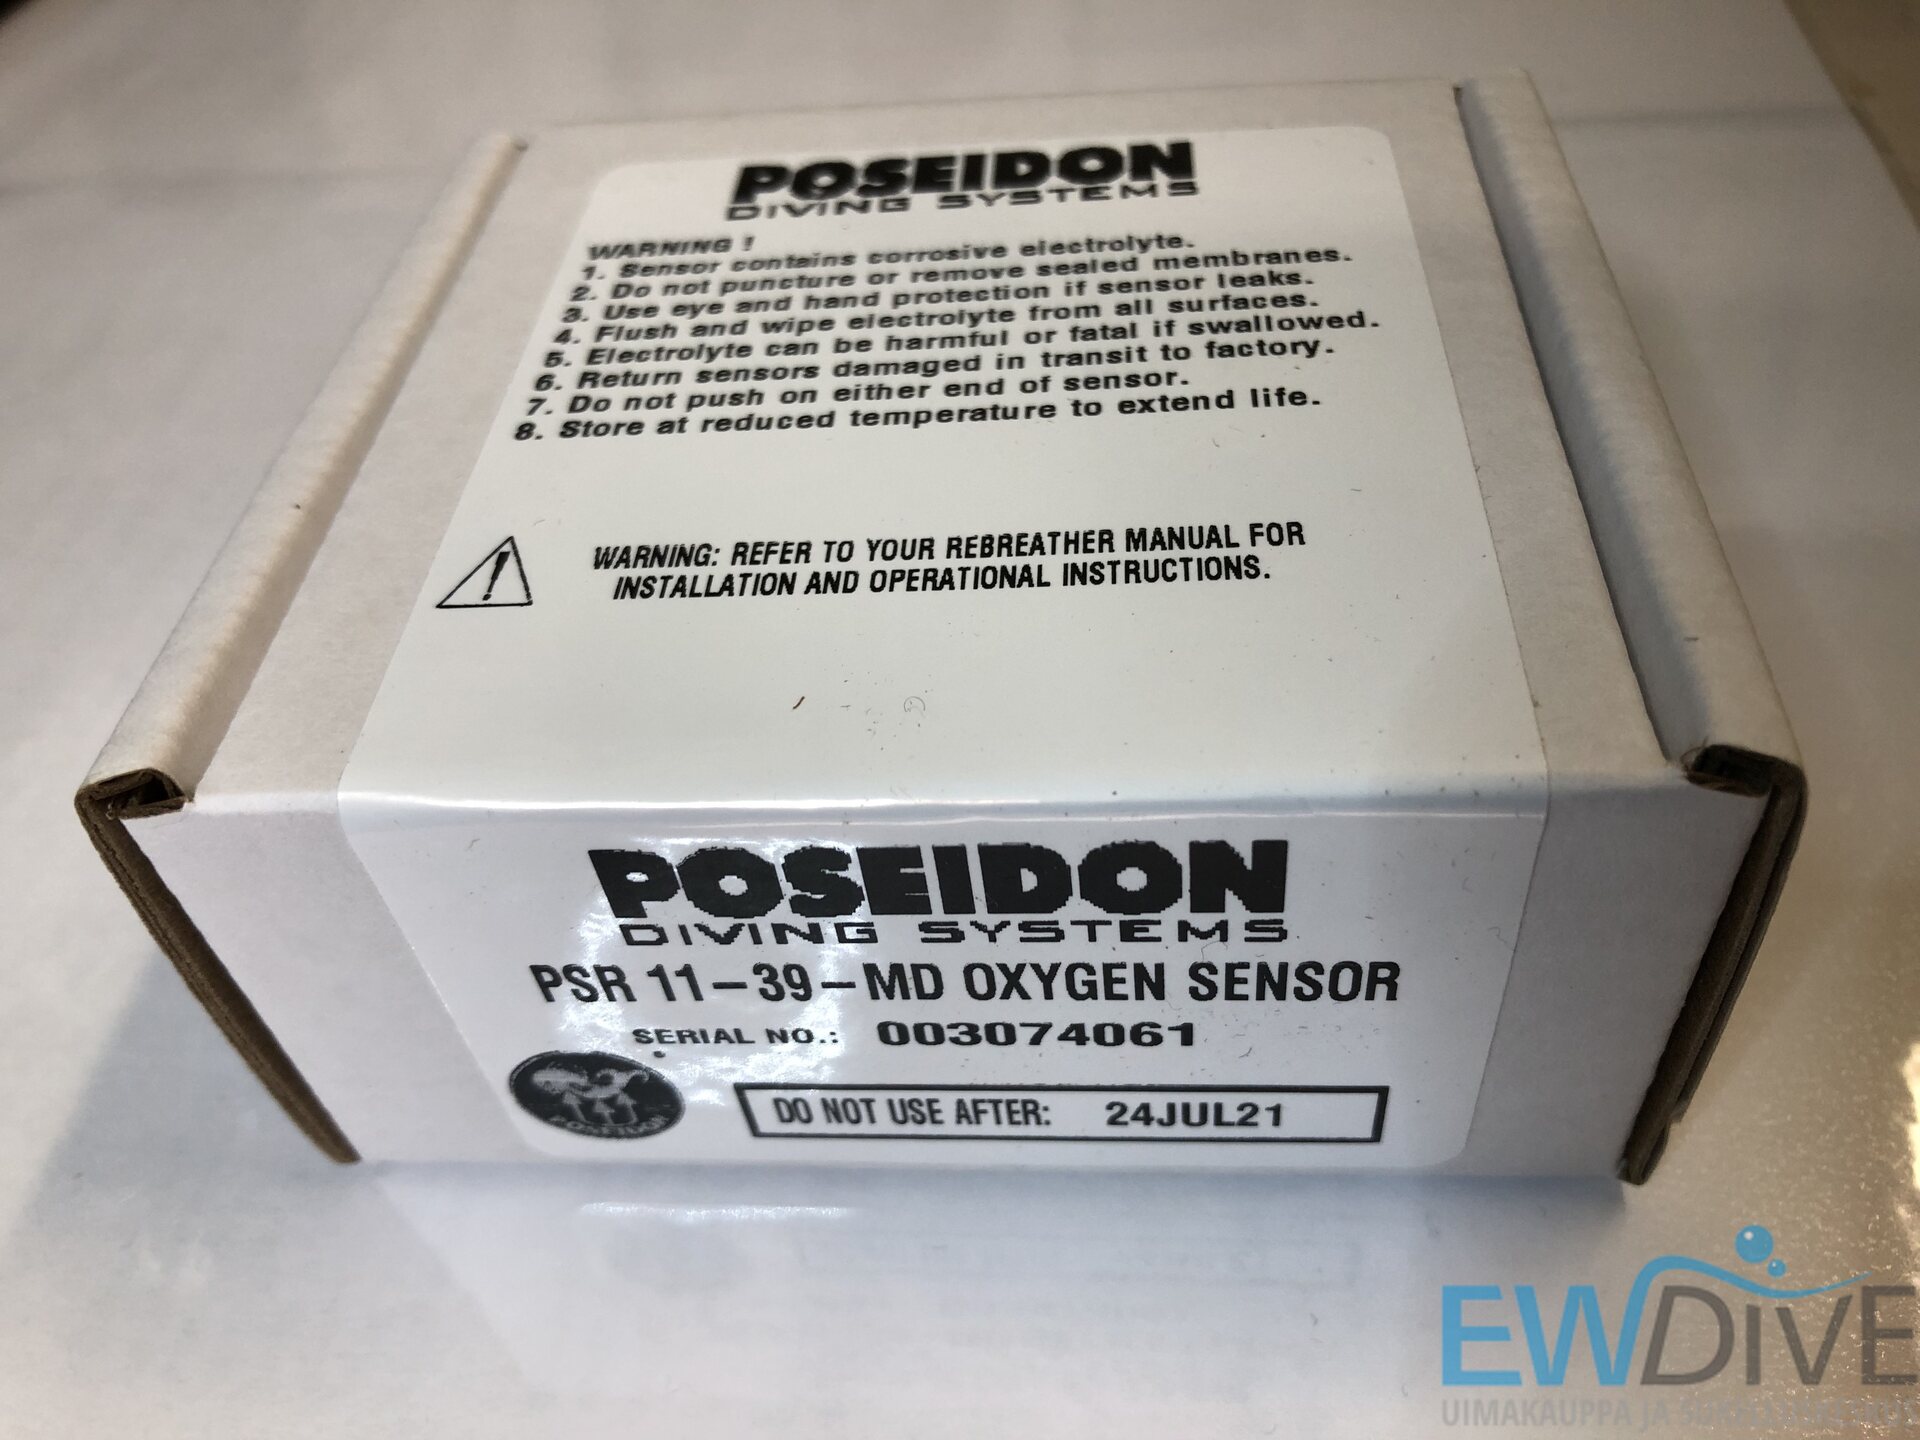 POSEIDON
DIVING SYSTEMS
WARNING !
1. Sensor contains corrosive electrolyte.
2. Do not puncture or remove sealed membranes.
3. Use eye and hand protection if sensor leaks.
4. Flush and wipe electrolyte from all surfaces.
5. Electrolyte can be harmful or fatal if swallowed.
6. Return sensors damaged in transit to factory.
7. Do not push on either end of sensor.
8. Store at reduced temperature to extend life.
WARNING: REFER TO YOUR REBREATHER MANUAL FOR
INSTALLATION AND OPERATIONAL INSTRUCTIONS.
POSEIDON
DIVING SYSTEMS
PSR 11-39-MD OXYGEN SENSOR
SERIAL NO.: 003074061
POSEIDON
DO NOT USE AFTER: 24JUL21
EWDIVE
UIMAKAUPPA JA